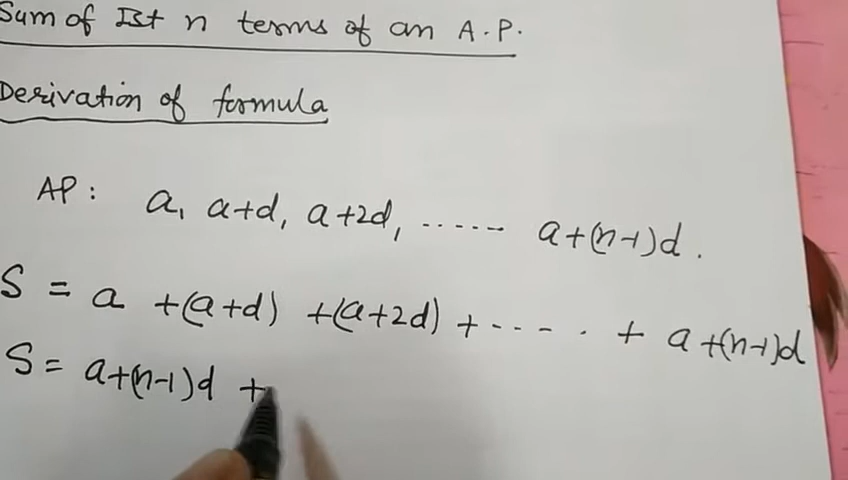 Sum of Ist n terms of an A.P.
Derivation of formula
AP: a, a+d, a+2d, ...... a+(n-1)d.
S = a +(a+d) +(a+2d) + ----. + a+(n-1)d
S = a+(n-1)d +